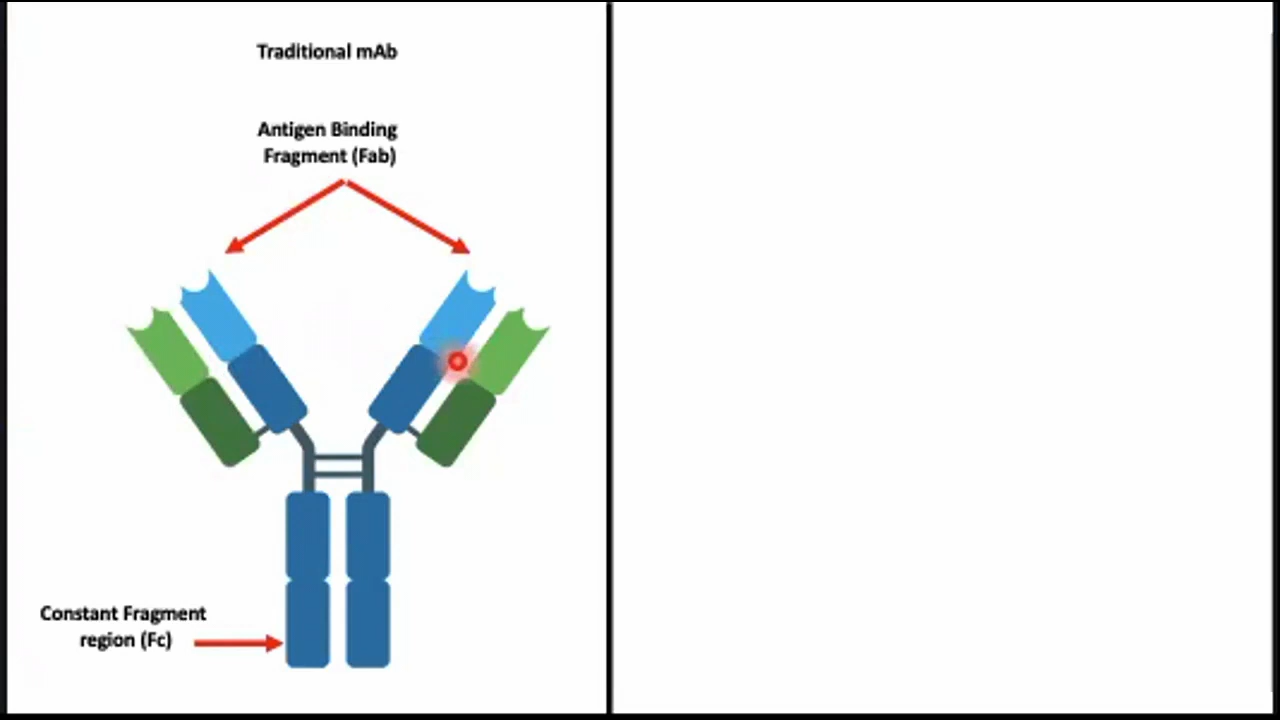 Traditional mAb
Antigen Binding
Fragment (Fab)
Constant Fragment
region (Fc)